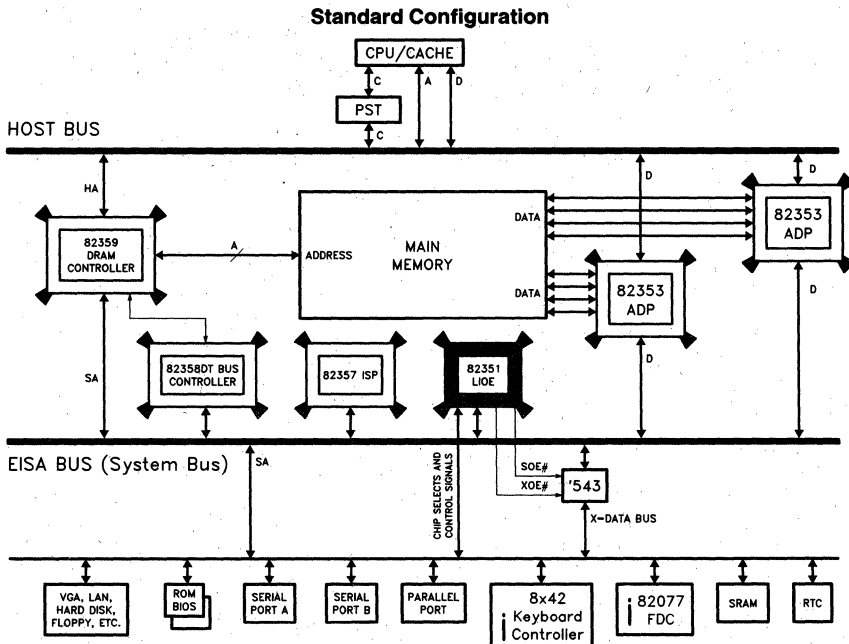 Standard Configuration
CPU/CACHE
C
A
D
PST
C
HOST BUS
HA
D
D
82359
DRAM
CONTROLLER
A
ADDRESS
MAIN
MEMORY
DATA
DATA
82353
ADP
82353
ADP
SA
82358DT BUS
CONTROLLER
82357 ISP
82351
LIOE
D
D
EISA BUS (System Bus)
SA
CHIP SELECTS AND
CONTROL SIGNALS
SOE#
XOE#
'543
X-DATA BUS
VGA, LAN,
HARD DISK,
FLOPPY, ETC.
ROM
BIOS
SERIAL
PORT A
SERIAL
PORT B
PARALLEL
PORT
8x42
i Keyboard
Controller
i 82077
FDC
SRAM
RTC